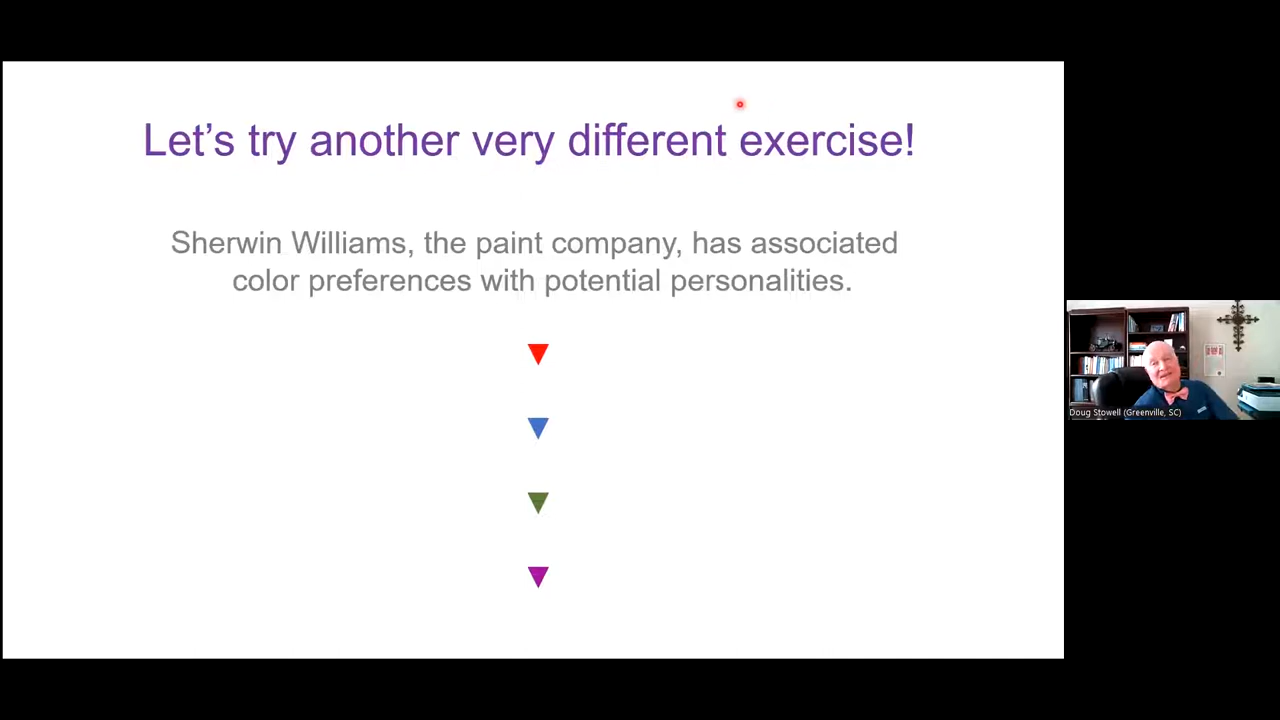 Let’s try another very different exercise!
Sherwin Williams, the paint company, has associated
color preferences with potential personalities.
Doug Stowell (Greenville, SC)